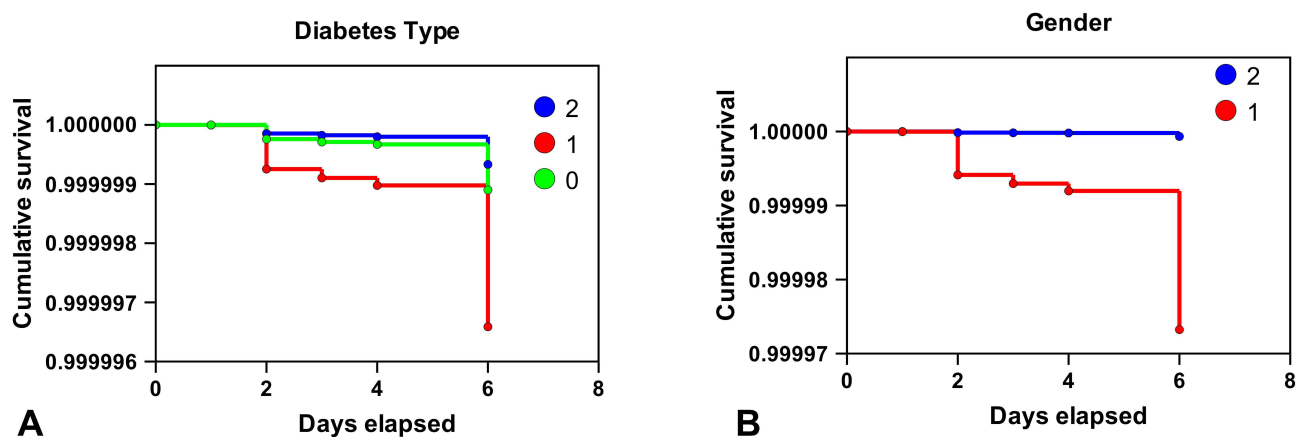 Diabetes Type
Cumulative survival
1.000000
0.999999
0.999998
0.999997
0.999996
0 2 4 6 8
Days elapsed
2
1
0
A
Gender
Cumulative survival
1.00000
0.99999
0.99998
0.99997
0 2 4 6 8
Days elapsed
2
1
B